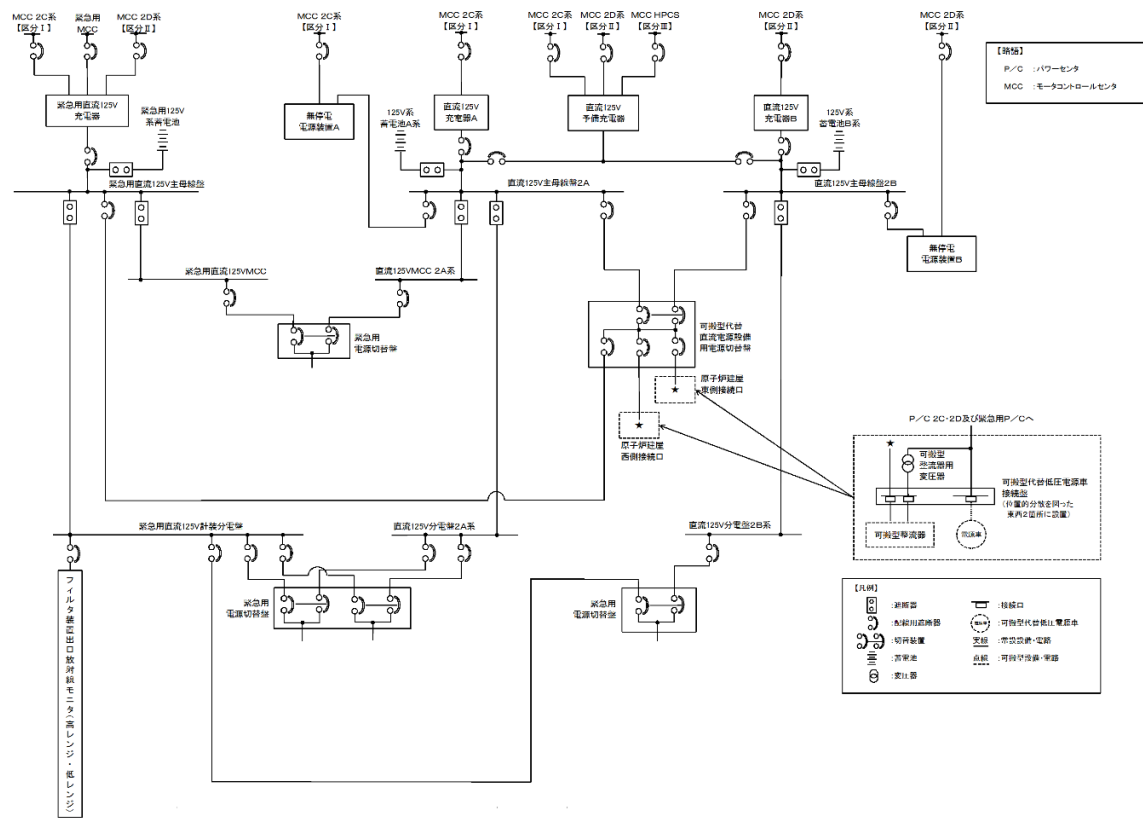 MCC 2C系
【区分Ⅰ】
緊急用
MCC
MCC 2D系
【区分Ⅱ】
MCC 2C系
【区分Ⅰ】
MCC 2C系
【区分Ⅰ】
MCC 2C系
【区分Ⅰ】
MCC 2D系
【区分Ⅱ】
MCC HPCS
【区分Ⅲ】
MCC 2D系
【区分Ⅱ】
MCC 2D系
【区分Ⅱ】
【略語】
P/C :パワーセンタ
MCC :モータコントロールセンタ
緊急用直流125V
充電器
緊急用125V
系蓄電池
無停電
電源装置A
125V系
蓄電池A系
直流125V
充電器A
直流125V
予備充電器
直流125V
充電器B
125V系
蓄電池B系
緊急用直流125V主母線盤
直流125V主母線盤2A
直流125V主母線盤2B
無停電
電源装置B
緊急用直流125VMCC
直流125VMCC 2A系
緊急用
電源切替盤
可搬型代替
直流電源設備
用電源切替盤
★
原子炉建屋
東側接続口
★
原子炉建屋
西側接続口
P/C 2C・2D及び緊急用P/Cへ
★
可搬型
整流器用
変圧器
可搬型代替低圧電源車
接続盤
(位置的分散を図った
東西2箇所に設置)
可搬型整流器
電源車
緊急用直流125V計装分電盤
直流125V分電盤2A系
直流125V分電盤2B系
緊急用
電源切替盤
緊急用
電源切替盤
フィルタ装置出口放射線モニタ(高レンジ・低レンジ)
【凡例】
:遮断器
:配線用遮断器
:切替装置
:蓄電池
:変圧器
:接続口
電源車 :可搬型代替低圧電源車
実線 :常設設備・電路
点線 :可搬型設備・電路